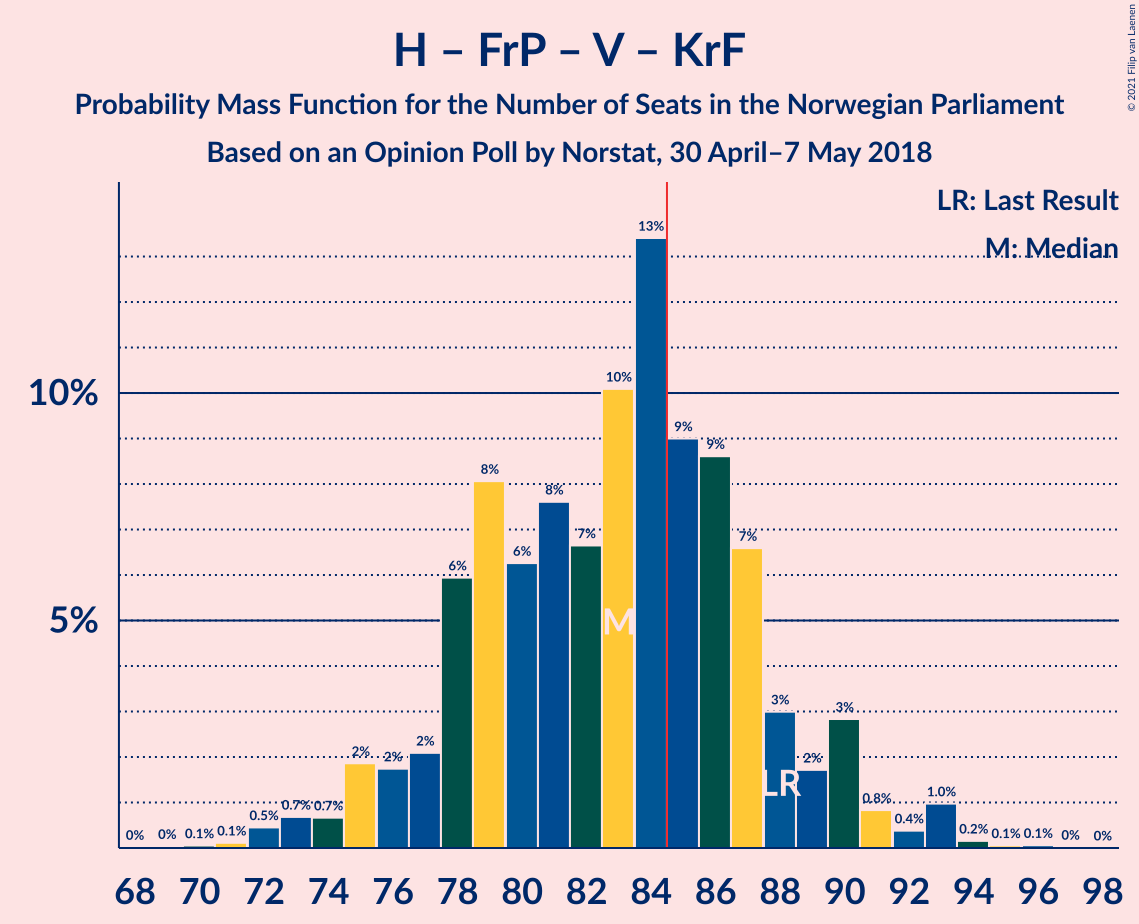 H – FrP – V – KrF
Probability Mass Function for the Number of Seats in the Norwegian Parliament
Based on an Opinion Poll by Norstat, 30 April–7 May 2018
© 2021 Filip van Laenen
LR: Last Result
M: Median
10%
5%
0% 0% 0.1% 0.1% 0.5% 0.7% 0.7% 2% 2% 2% 6% 8% 6% 8% 7% 10% 13% 9% 9% 7% 3% 2% 3% 0.8% 0.4% 1.0% 0.2% 0.1% 0.1% 0% 0%
M
LR
68 70 72 74 76 78 80 82 84 86 88 90 92 94 96 98